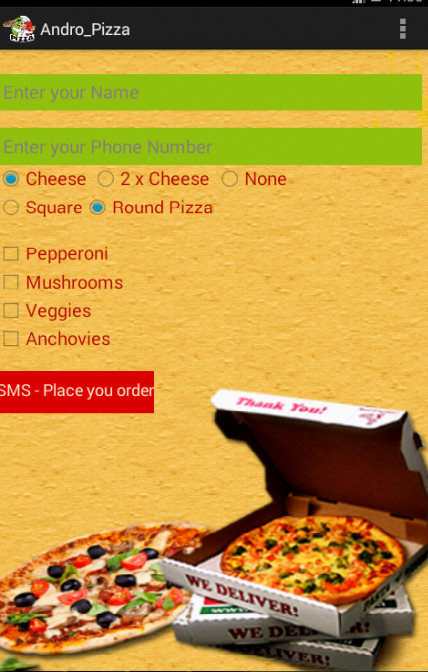 Andro_Pizza
Enter your Name
Enter your Phone Number
Cheese 2 x Cheese None
Square Round Pizza
Pepperoni
Mushrooms
Veggies
Anchovies
SMS - Place you order
Thank You!
WE DELIVER!
WE DELIVER!